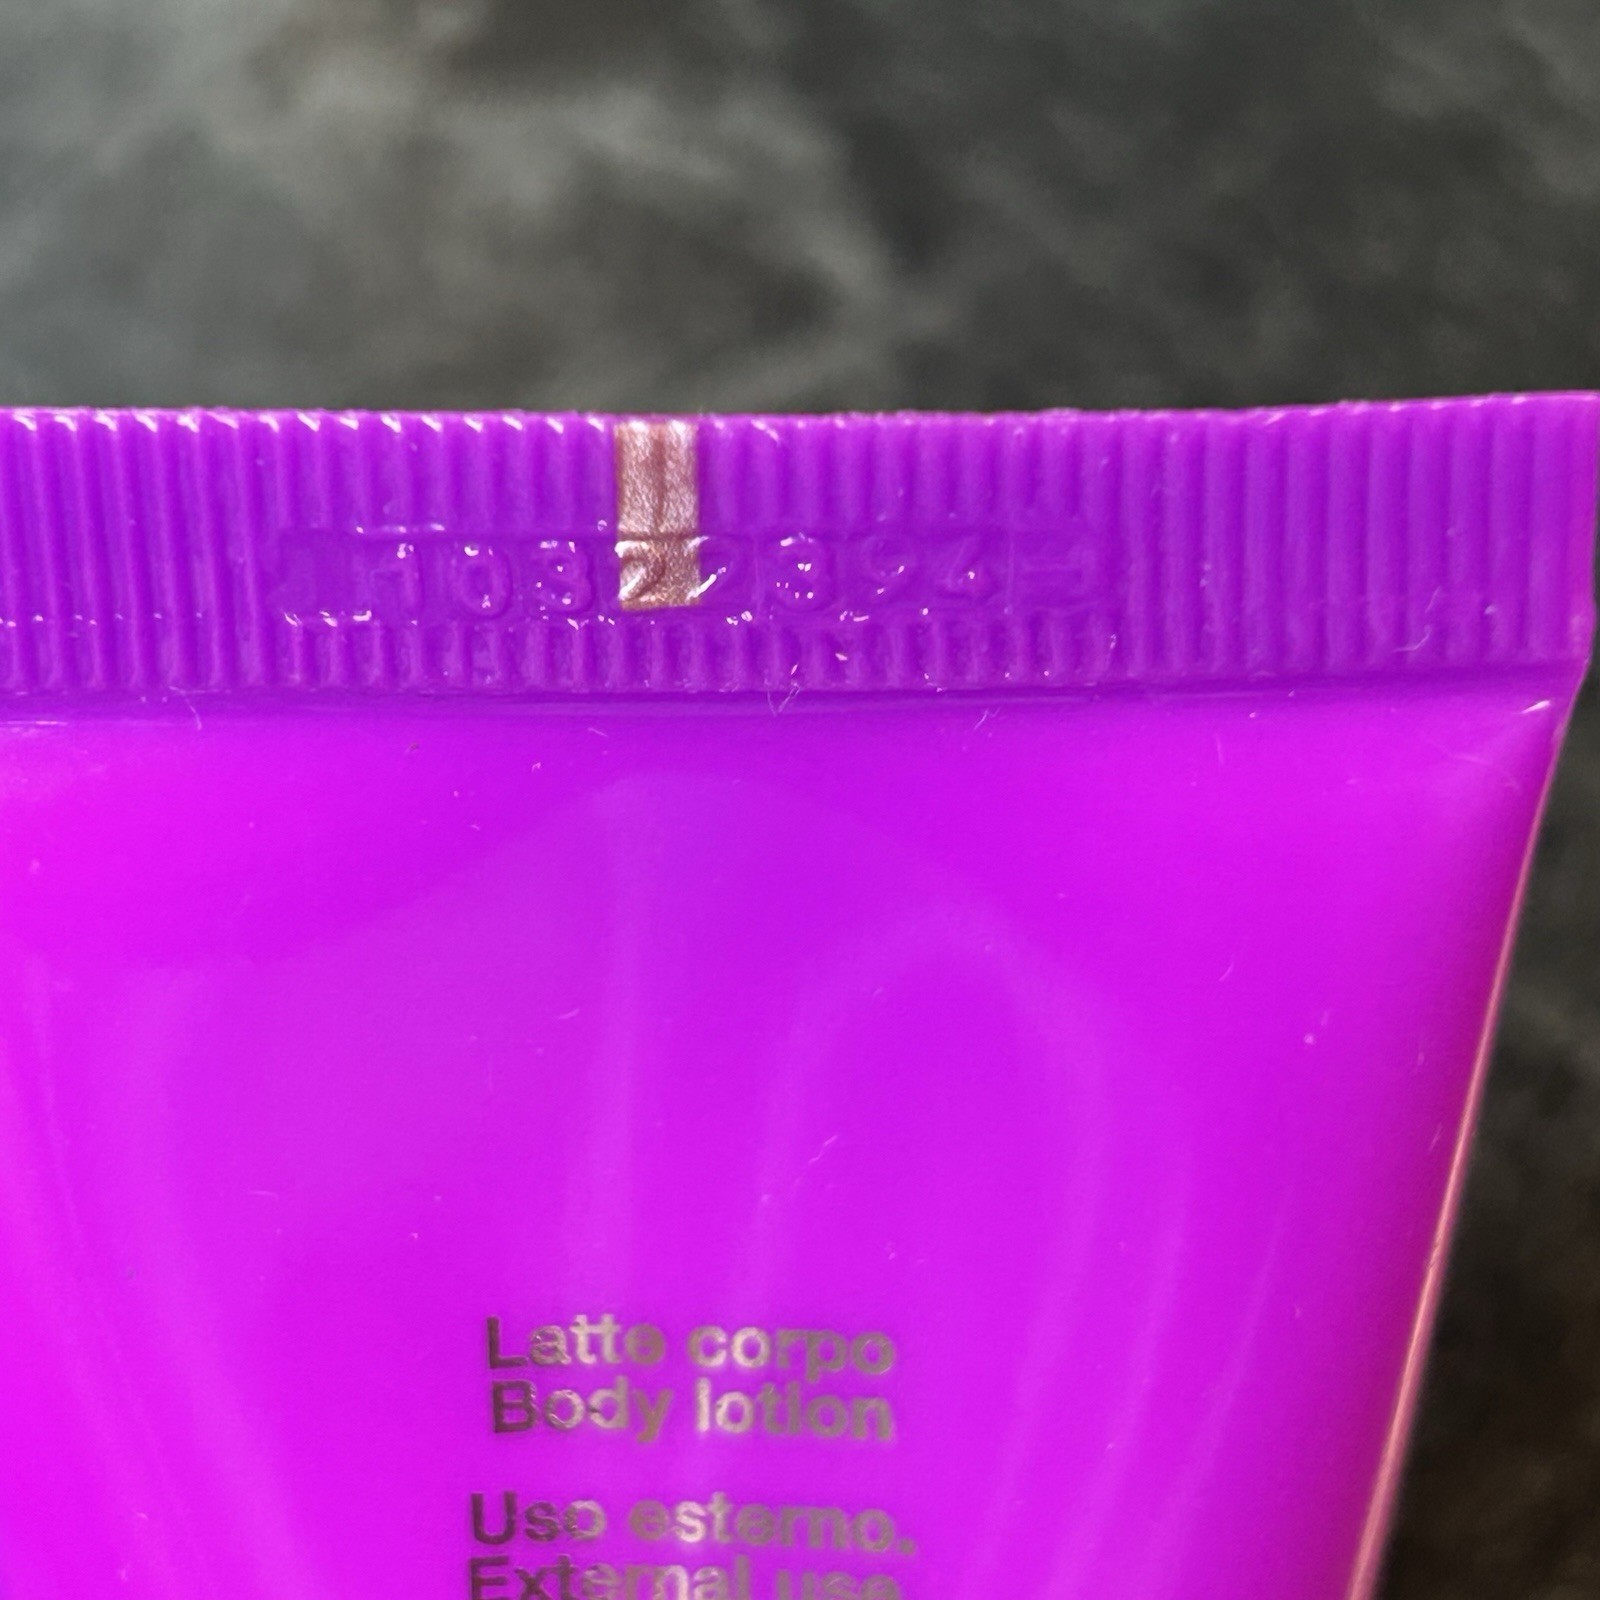 Latte corpo
Body lotion
Uso esterno.
External use